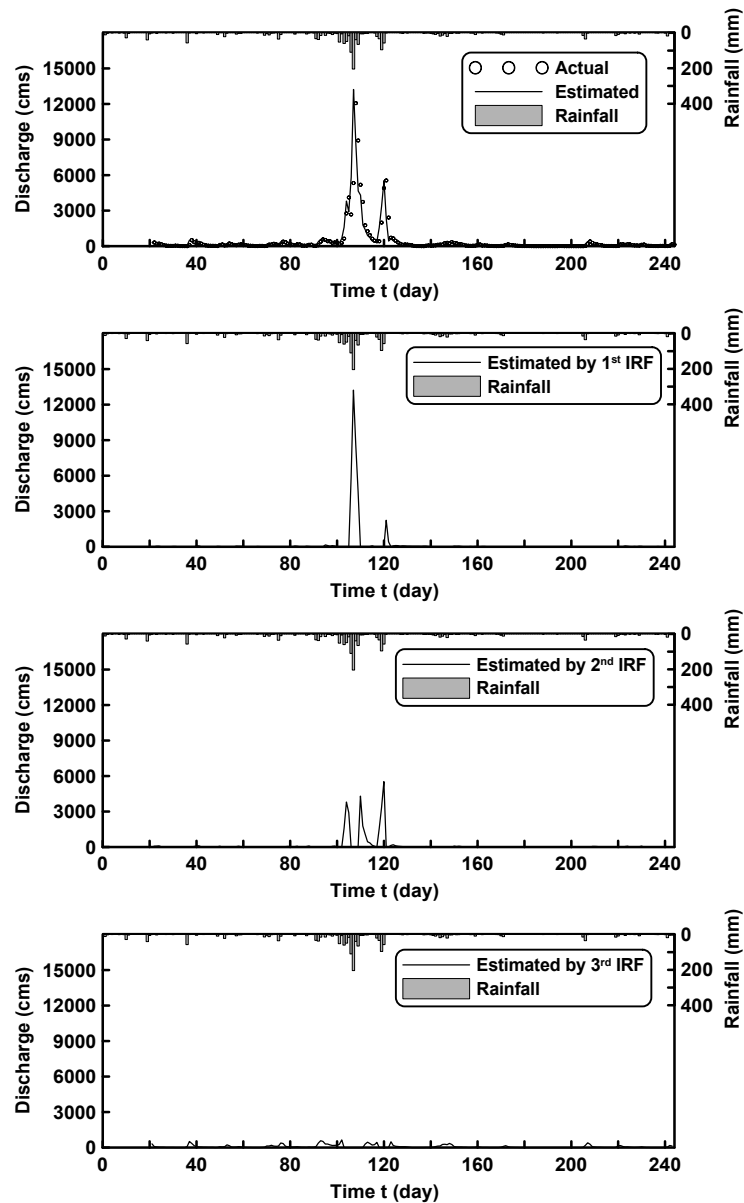 0
15000
0
Actual
Estimated
Rainfall
12000
200
9000
400
6000
3000
0
Discharge (cms)
Rainfall (mm)
0 40 80 120 160 200 240
Time t (day)
0
15000
0
Estimated by 1st IRF
Rainfall
12000
200
9000
400
6000
3000
0
Discharge (cms)
Rainfall (mm)
0 40 80 120 160 200 240
Time t (day)
0
15000
Estimated by 2nd IRF
Rainfall
12000
200
9000
400
6000
3000
0
Discharge (cms)
Rainfall (mm)
0 40 80 120 160 200 240
Time t (day)
0
15000
Estimated by 3rd IRF
Rainfall
12000
200
9000
400
6000
3000
0
Discharge (cms)
Rainfall (mm)
0 40 80 120 160 200 240
Time t (day)